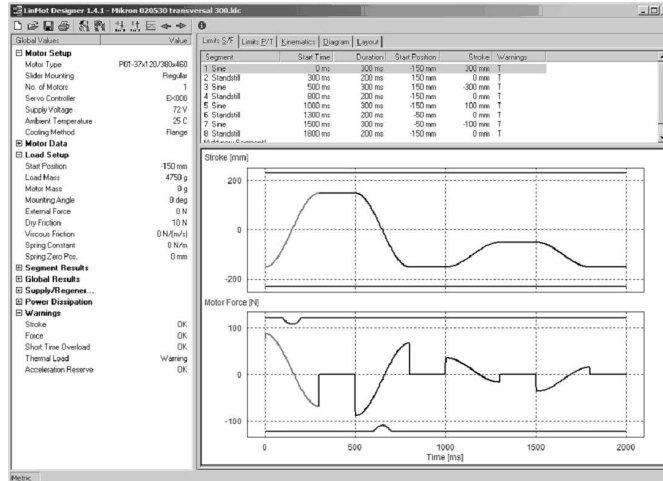 LinMot Designer 1.4.1 - Mikron 020530 transversal 300.ldc
Global Values Value
Motor Setup
Motor Type P01-37x120/380x460
Slider Mounting Regular
No. of Motors 1
Servo Controller EX000
Supply Voltage 72 V
Ambient Temperature 25 C
Cooling Method Flange
Motor Data
Load Setup
Start Position -150 mm
Load Mass 4750 g
Motor Mass 0 g
Mounting Angle 0 deg
External Force 0 N
Dry Friction 10 N
Viscous Friction 0 N/(m/s)
Spring Constant 0 N/m
Spring Zero Pos. 0 mm
Segment Results
Global Results
Supply/Regener...
Power Dissipation
Warnings
Stroke OK
Force OK
Short Time Overload OK
Thermal Load Warning
Acceleration Reserve OK
Metric
Limits S/F Limits P/T Kinematics Diagram Layout
Segment Start Time Duration Start Position Stroke Warnings
1 Sine 0 ms 300 ms -150 mm 300 mm T
2 Standstill 300 ms 200 ms 150 mm 0 mm T
3 Sine 500 ms 300 ms 150 mm -300 mm T
4 Standstill 800 ms 200 ms -150 mm 0 mm T
5 Sine 1000 ms 300 ms -150 mm 100 mm T
6 Standstill 1300 ms 200 ms -50 mm 0 mm T
7 Sine 1500 ms 300 ms -50 mm -100 mm T
8 Standstill 1800 ms 200 ms -150 mm 0 mm T
Stroke [mm]
200
0
-200
Motor Force [N]
100
0
-100
0 500 1000 1500 2000
Time [ms]